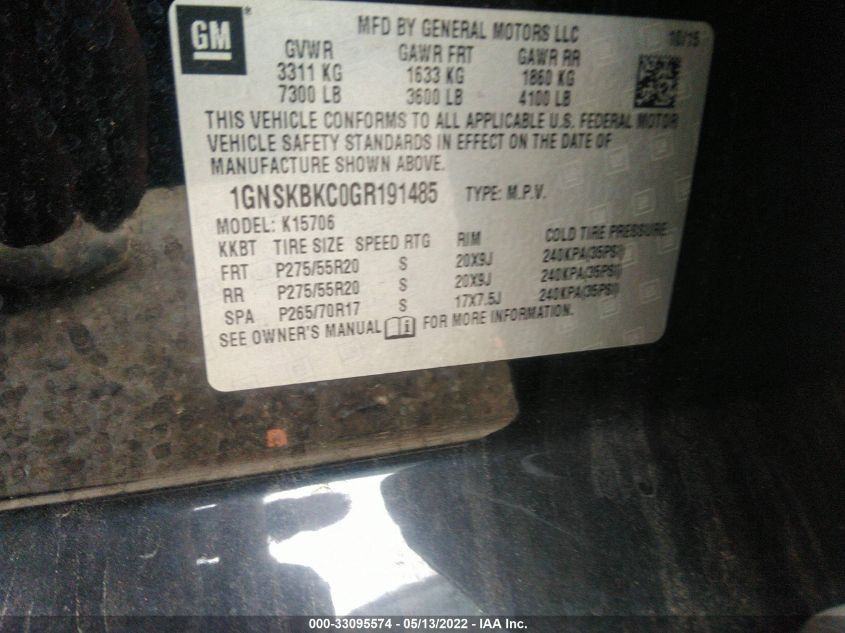 GM
MFD BY GENERAL MOTORS LLC 10/15
GVWR GAWR FRT GAWR RR
3311 KG 1633 KG 1860 KG
7300 LB 3600 LB 4100 LB
THIS VEHICLE CONFORMS TO ALL APPLICABLE U.S. FEDERAL MOTOR
VEHICLE SAFETY STANDARDS IN EFFECT ON THE DATE OF
MANUFACTURE SHOWN ABOVE.
1GNSKBKC0GR191485 TYPE: M.P.V.
MODEL: K15706
KKBT TIRE SIZE SPEED RTG RIM COLD TIRE PRESSURE
FRT P275/55R20 S 20X9J 240KPA(35PSI)
RR P275/55R20 S 20X9J 240KPA(35PSI)
SPA P265/70R17 S 17X7.5J 240KPA(35PSI)
SEE OWNER'S MANUAL i FOR MORE INFORMATION.
000-33095574 / 05/13/2022 - IAA Inc.